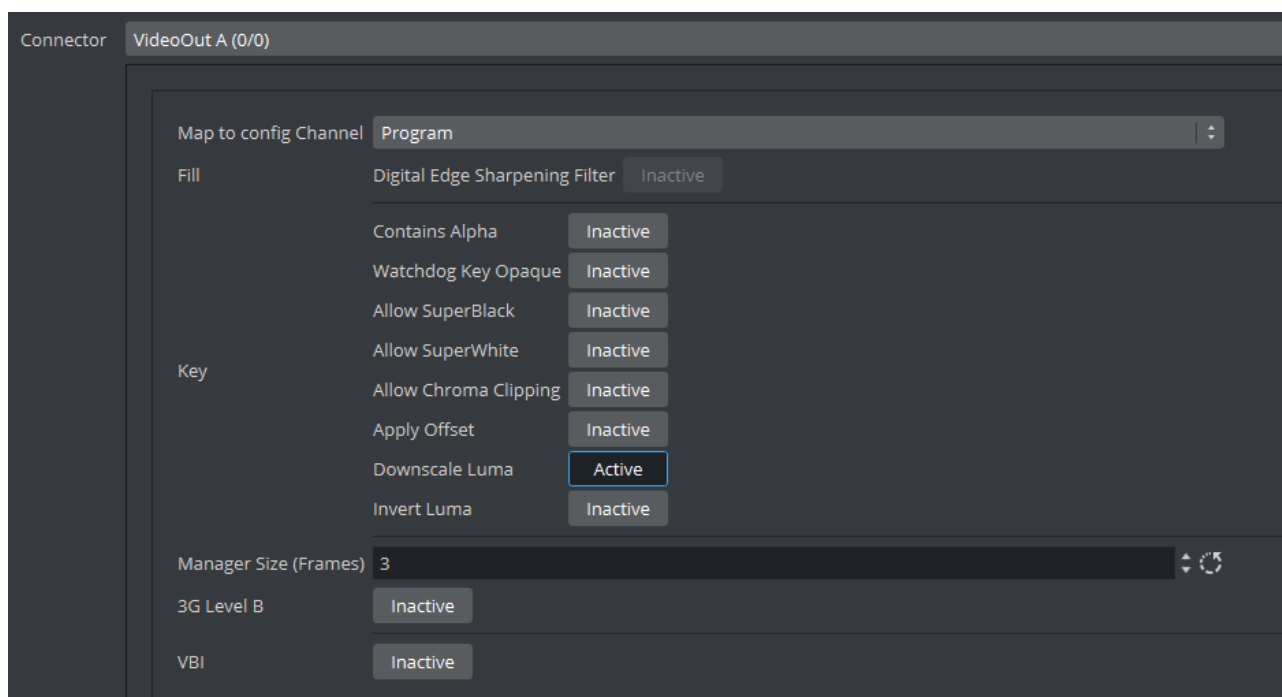 Connector VideoOut A (0/0)
Map to config Channel Program
Fill Digital Edge Sharpening Filter Inactive
Contains Alpha Inactive
Watchdog Key Opaque Inactive
Allow SuperBlack Inactive
Allow SuperWhite Inactive
Key
Allow Chroma Clipping Inactive
Apply Offset Inactive
Downscale Luma Active
Invert Luma Inactive
Manager Size (Frames) 3
3G Level B Inactive
VBI Inactive